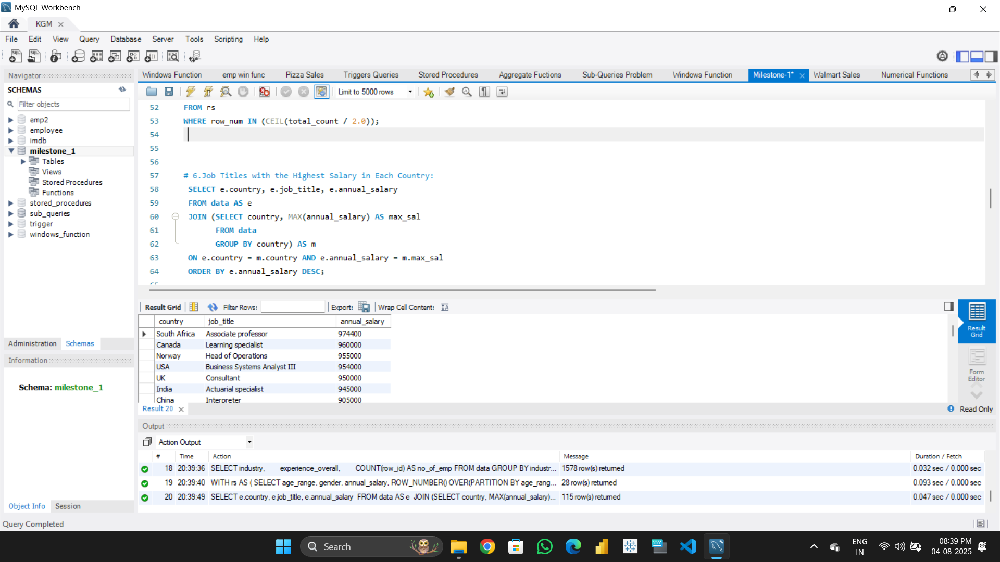 MySQL Workbench
KGM
File Edit View Query Database Server Tools Scripting Help
Navigator
SCHEMAS
Filter objects
emp2
employee
imdb
milestone_1
Tables
Views
Stored Procedures
Functions
stored_procedures
sub_queries
trigger
windows_function
Administration Schemas
Information
Schema: milestone_1
Object Info Session
Windows Function emp win func Pizza Sales Triggers Queries Stored Procedures Aggregate Fuctions Sub-Queries Problem Windows Function Milestone-1* Walmart Sales Numerical Functions
Limit to 5000 rows
52 FROM rs
53 WHERE row_num IN (CEIL(total_count / 2.0));
54
55
56
57 # 6.Job Titles with the Highest Salary in Each Country:
58 SELECT e.country, e.job_title, e.annual_salary
59 FROM data AS e
60 JOIN (SELECT country, MAX(annual_salary) AS max_sal
61 FROM data
62 GROUP BY country) AS m
63 ON e.country = m.country AND e.annual_salary = m.max_sal
64 ORDER BY e.annual_salary DESC;
Result Grid Filter Rows: Export: Wrap Cell Content:
country job_title annual_salary
South Africa Associate professor 974400
Canada Learning specialist 960000
Norway Head of Operations 955000
USA Business Systems Analyst III 954000
UK Consultant 950000
India Actuarial specialist 945000
China Interpreter 905000
Result Grid
Form Editor
Result 20
Read Only
Output
Action Output
# Time Action Message Duration / Fetch
18 20:39:36 SELECT industry, experience_overall, COUNT(row_id) AS no_of_emp FROM data GROUP BY industr... 1578 row(s) returned 0.032 sec / 0.000 sec
19 20:39:40 WITH rs AS ( SELECT age_range, gender, annual_salary, ROW_NUMBER() OVER(PARTITION BY age_rang... 28 row(s) returned 0.093 sec / 0.000 sec
20 20:39:49 SELECT e.country, e.job_title, e.annual_salary FROM data AS e JOIN (SELECT country, MAX(annual_salary)... 115 row(s) returned 0.047 sec / 0.000 sec
Query Completed
Search
ENG
IN
08:39 PM
04-08-2025